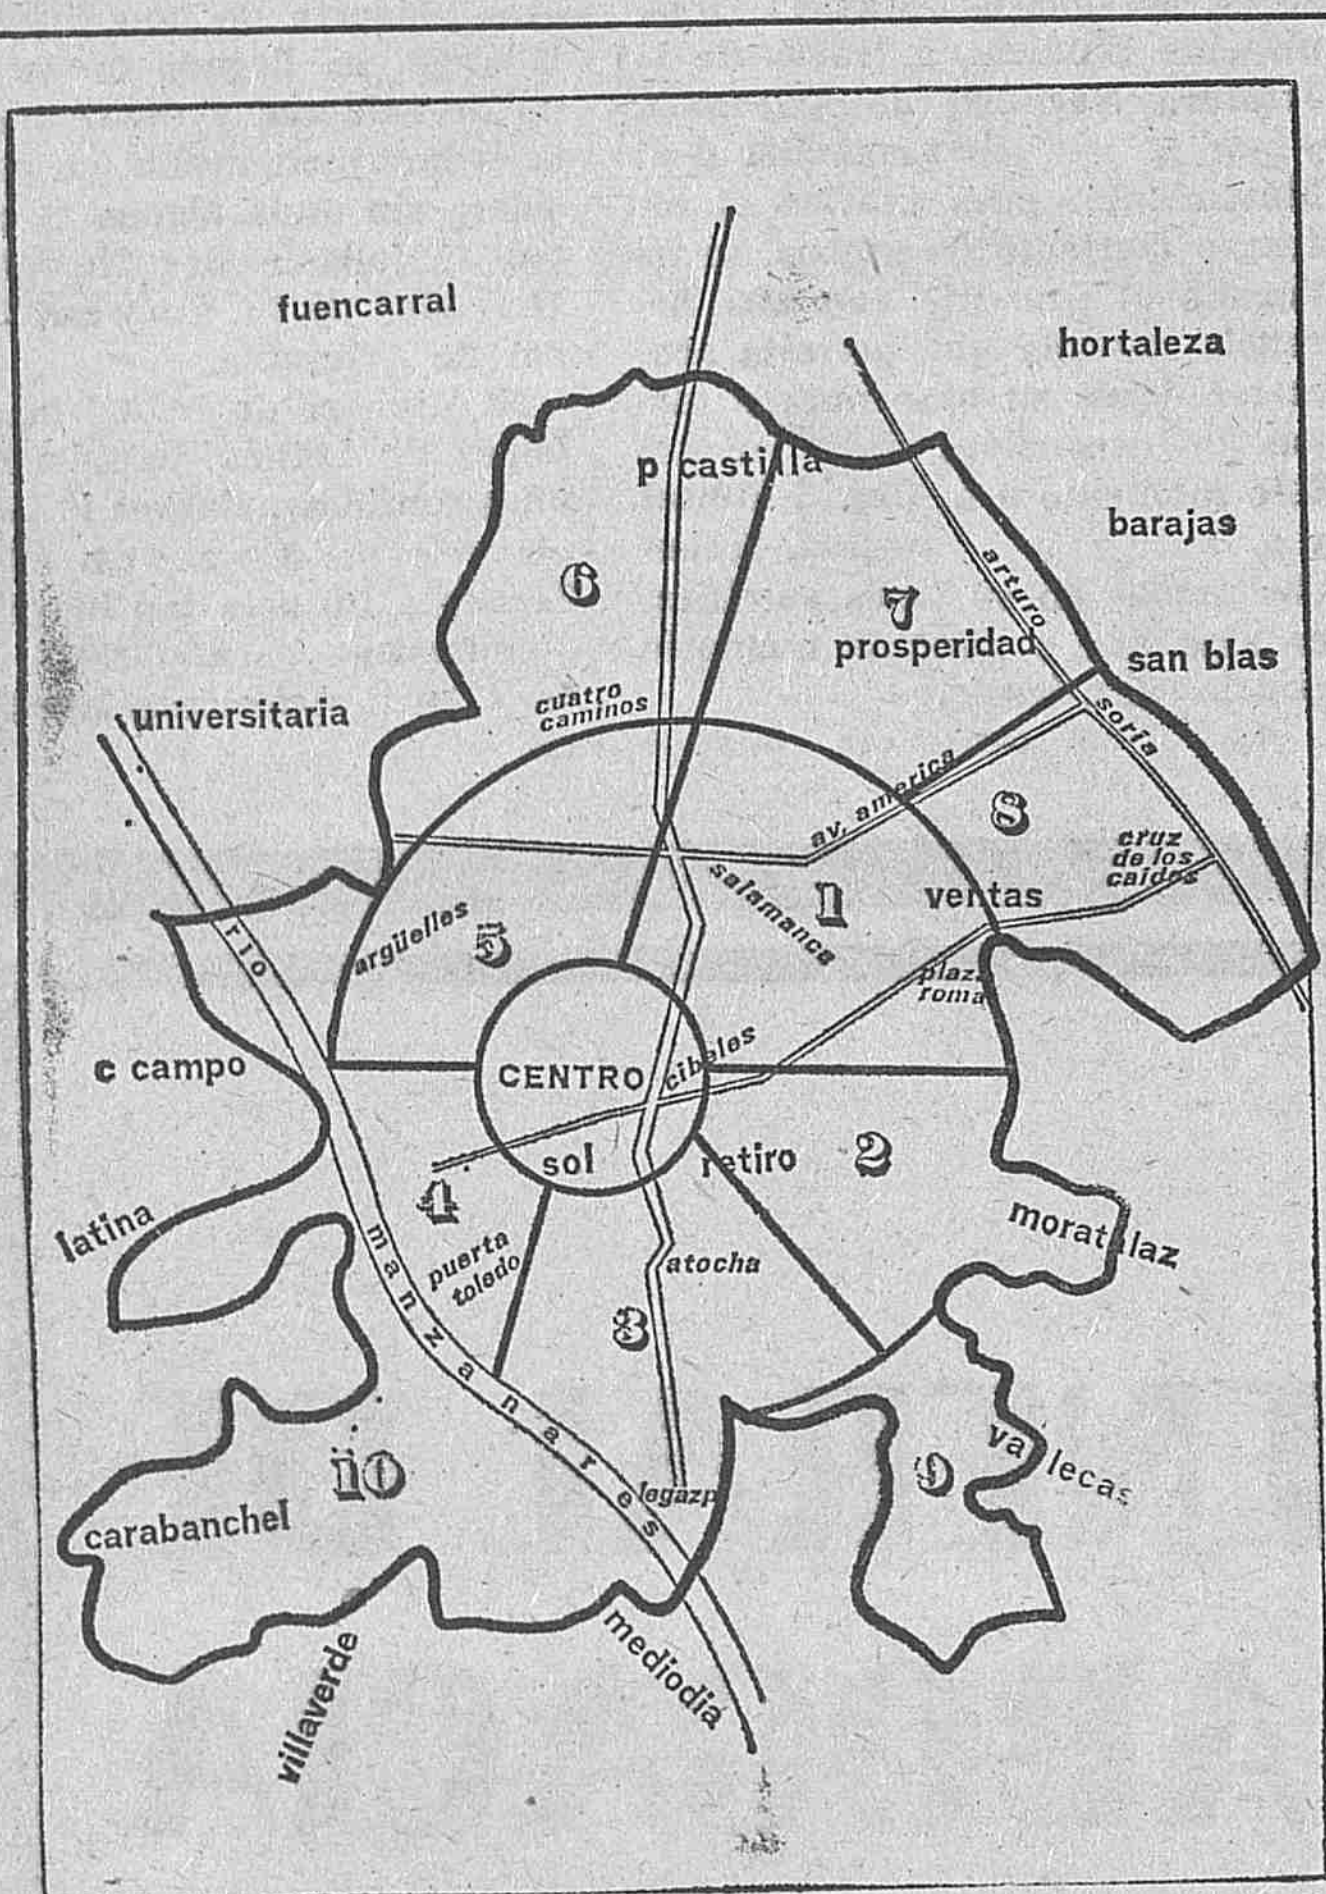 fuencarral
hortaleza
p castilla
barajas
6
arturo
7
prosperidad
san blas
cuatro
caminos
universitaria
soria
av. america
8
cruz
de los
caidos
salamanca
1
ventas
argüelles
5
rio
plaza
roma
c campo
CENTRO
cibeles
sol
retiro
2
4
latina
manzanares
moratalaz
puerta
toledo
atocha
3
vallecas
10
9
legazp
carabanchel
mediodia
villaverde